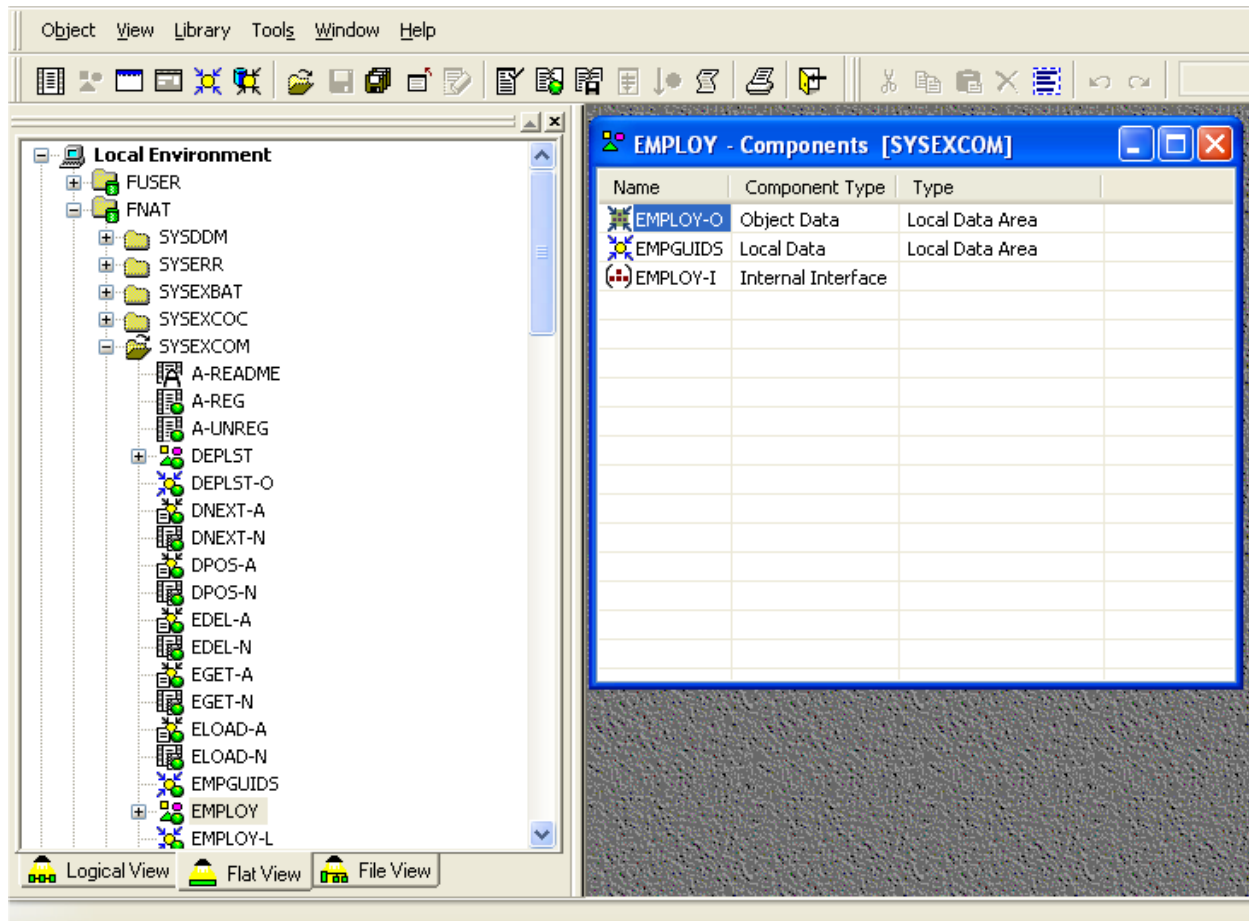 Object View Library Tools Window Help
Local Environment
FUSER
FNAT
SYSDDM
SYSERR
SYSEXBAT
SYSEXCOC
SYSEXCOM
A-README
A-REG
A-UNREG
DEPLST
DEPLST-O
DNEXT-A
DNEXT-N
DPOS-A
DPOS-N
EDEL-A
EDEL-N
EGET-A
EGET-N
ELOAD-A
ELOAD-N
EMPGUIDS
EMPLOY
EMPLOY-L
Logical View Flat View File View
EMPLOY - Components [SYSEXCOM]
Name Component Type Type
EMPLOY-O Object Data Local Data Area
EMPGUIDS Local Data Local Data Area
EMPLOY-I Internal Interface